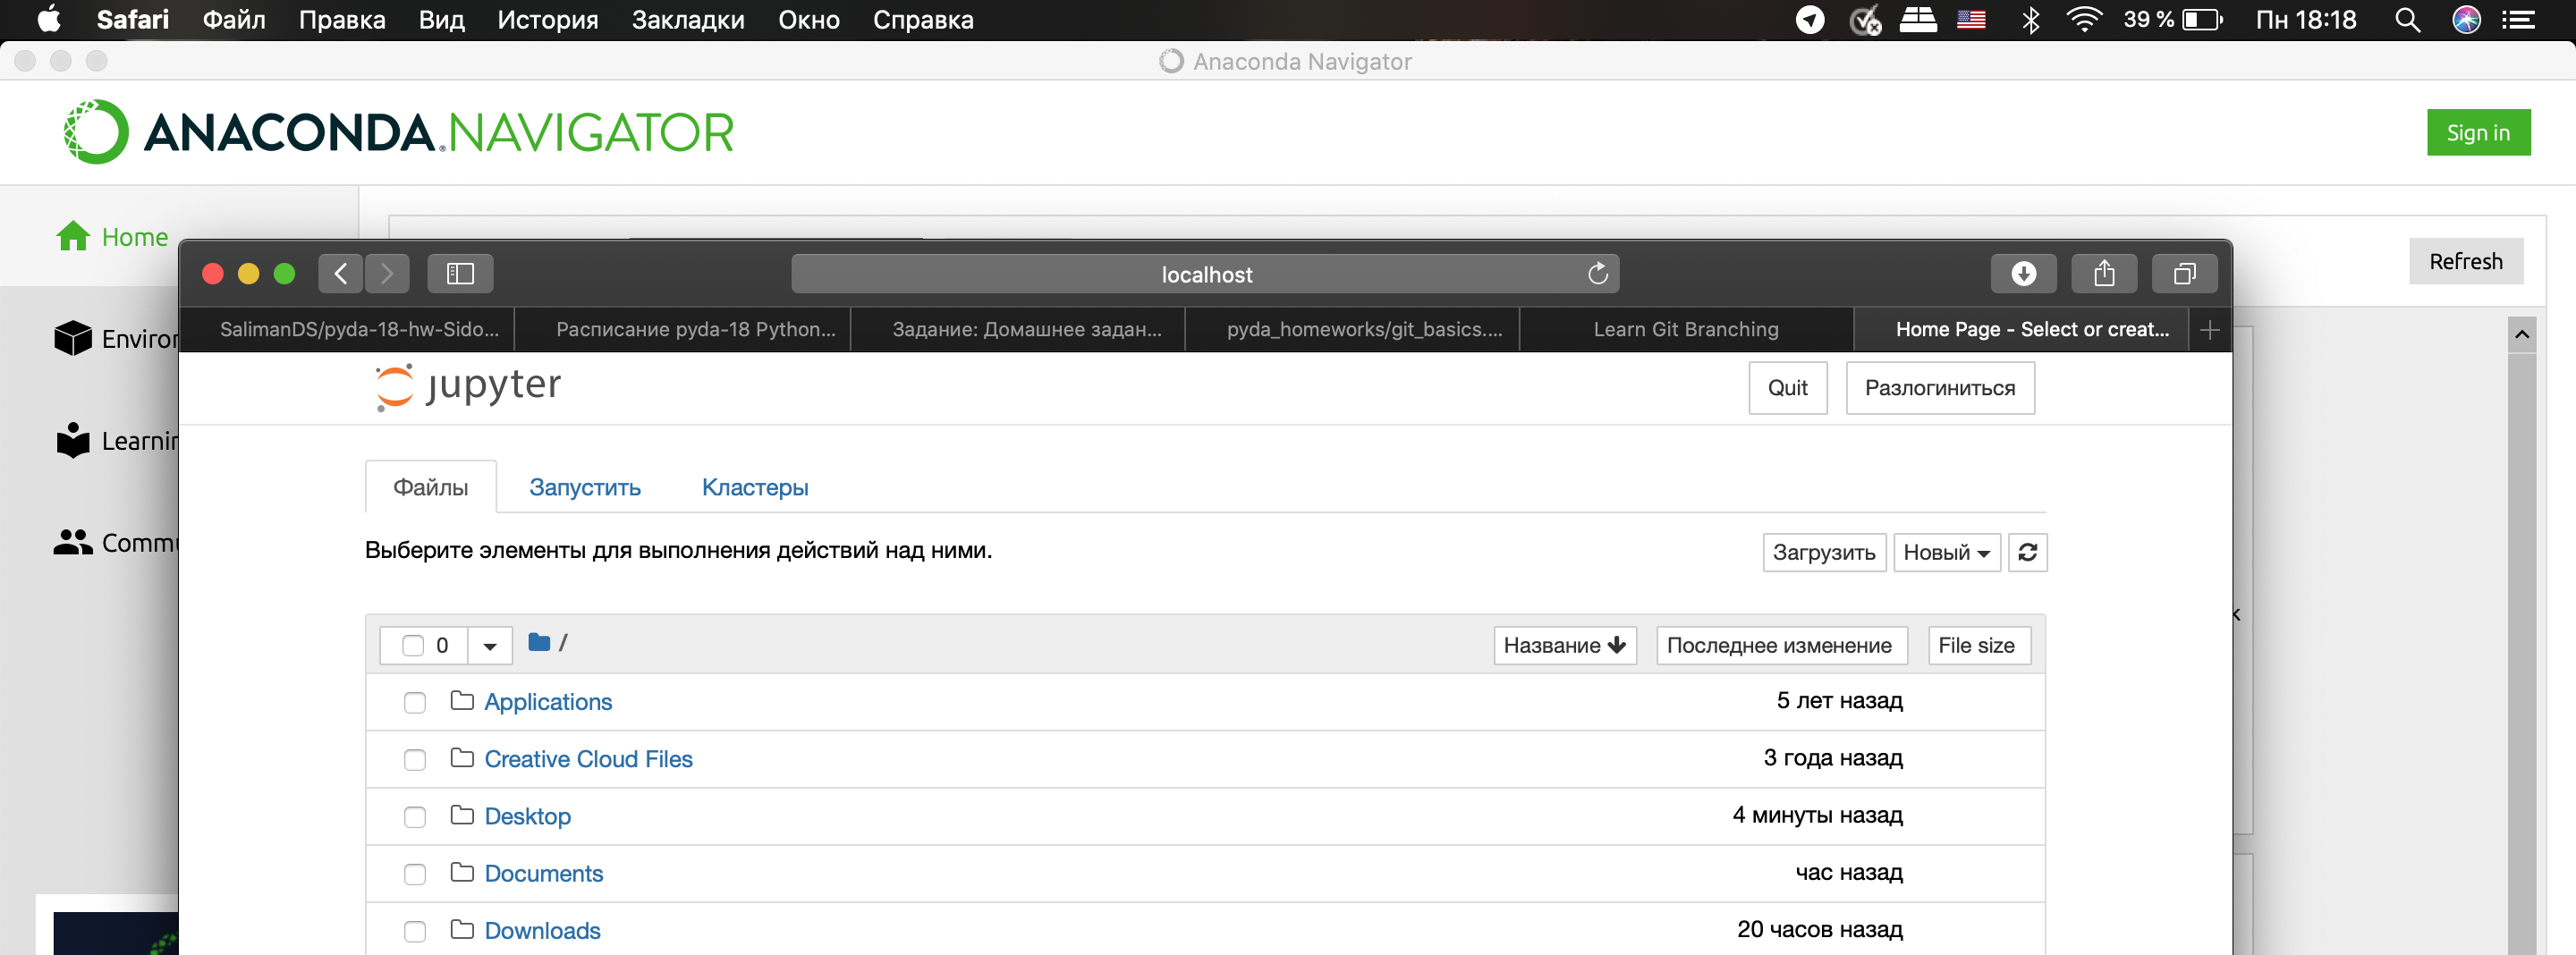 Safari Файл Правка Вид История Закладки Окно Справка 39 % Пн 18:18
Anaconda Navigator
ANACONDA.NAVIGATOR
Sign in
Home
Refresh
localhost
SalimanDS/pyda-18-hw-Sido... Расписание pyda-18 Python... Задание: Домашнее задан... pyda_homeworks/git_basics.... Learn Git Branching Home Page - Select or creat...
Environ
jupyter
Quit Разлогиниться
Learnin
Файлы Запустить Кластеры
Commu
Выберите элементы для выполнения действий над ними.
Загрузить Новый
0 / Название Последнее изменение File size
Applications 5 лет назад
Creative Cloud Files 3 года назад
Desktop 4 минуты назад
Documents час назад
Downloads 20 часов назад